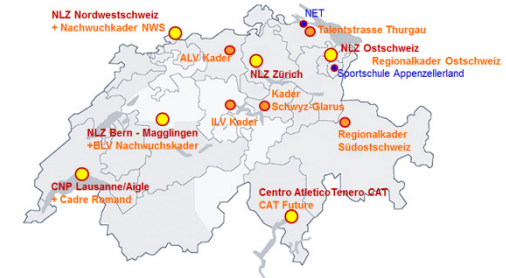 NLZ Nordwestschweiz
+ Nachwuchkader NWS
NET
Talentstrasse Thurgau
ALV Kader
NLZ Ostschweiz
Regionalkader Ostschweiz
Sportschule Appenzellerland
NLZ Zürich
Kader
Schwyz-Glarus
ILV Kader
NLZ Bern - Magglingen
+BLV Nachwuchskader
Regionalkader
Südostschweiz
CNP Lausanne/Aigle
+ Cadre Romand
Centro Atletico Tenero CAT
CAT Future